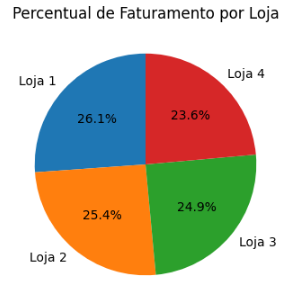 Percentual de Faturamento por Loja
Loja 1
26.1%
Loja 4
23.6%
Loja 2
25.4%
Loja 3
24.9%